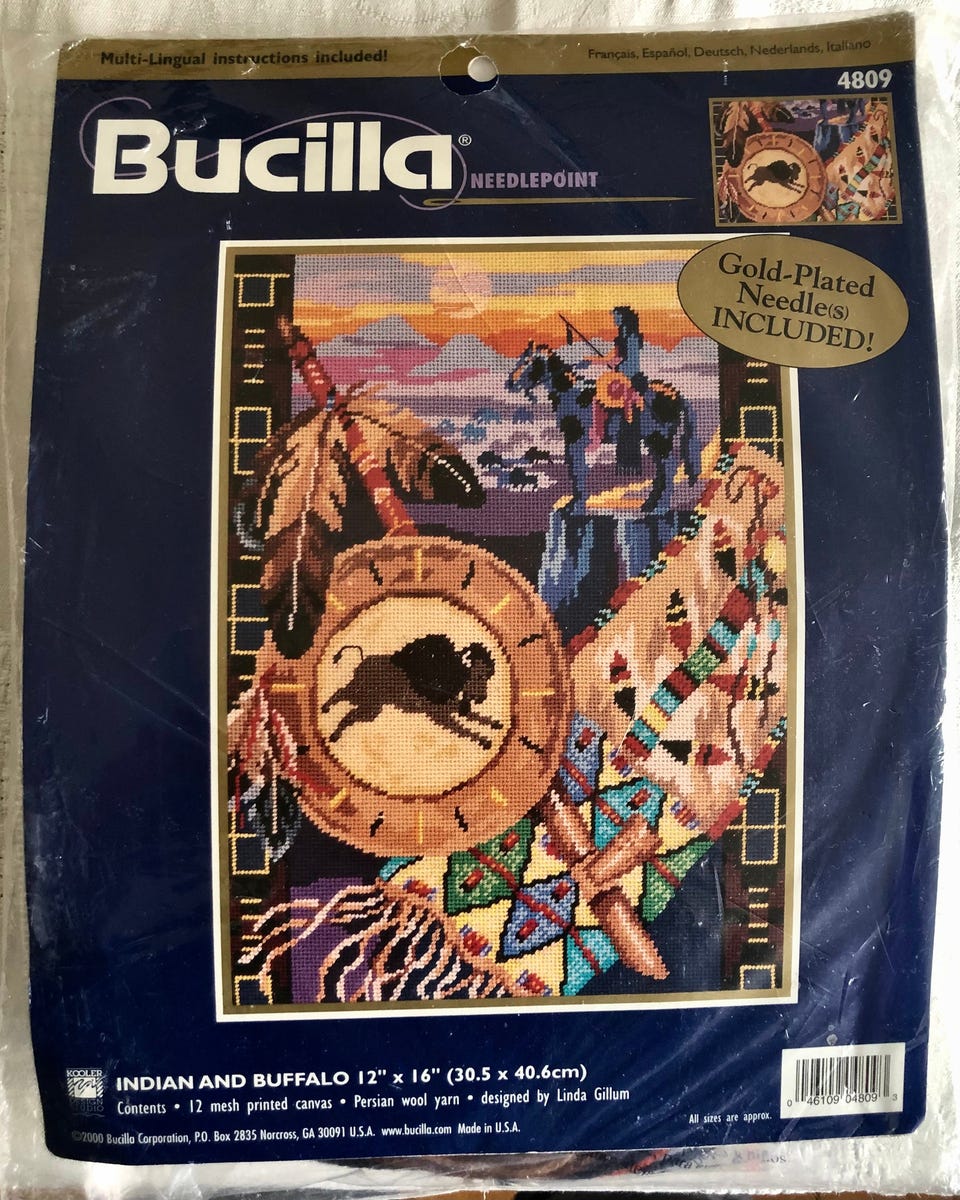 Multi-Lingual instructions included!
Français, Español, Deutsch, Nederlands, Italiano
4809
Bucilla®
NEEDLEPOINT
Gold-Plated
Needle(s)
INCLUDED!
KOOLER
DESIGN
STUDIO
INDIAN AND BUFFALO 12" x 16" (30.5 x 40.6cm)
Contents • 12 mesh printed canvas • Persian wool yarn • designed by Linda Gillum
©2000 Bucilla Corporation, P.O. Box 2835 Norcross, GA 30091 U.S.A. www.bucilla.com Made in U.S.A.
All sizes are approx.
0 46109 04809 3